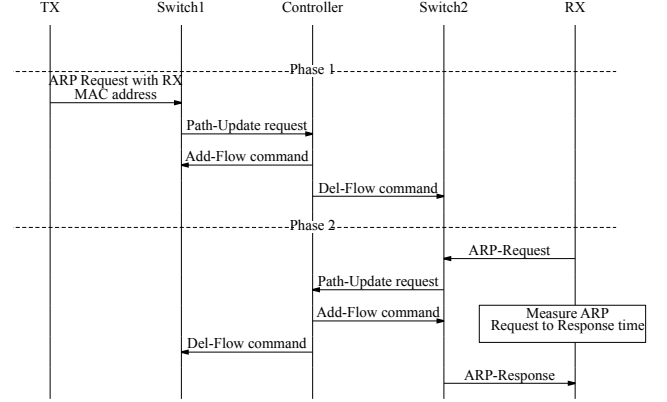 TX Switch1 Controller Switch2 RX
Phase 1
ARP Request with RX
MAC address
Path-Update request
Add-Flow command
Del-Flow command
Phase 2
ARP-Request
Path-Update request
Add-Flow command
Measure ARP
Request to Response time
Del-Flow command
ARP-Response